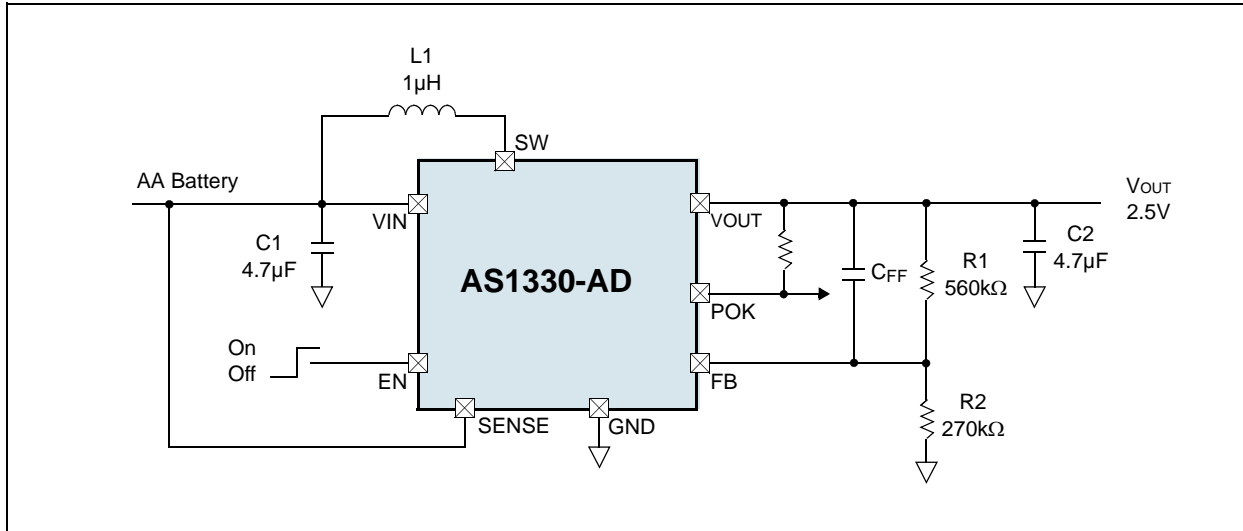 L1
1µH
SW
AA Battery
VIN
C1
4.7µF
AS1330-AD
VOUT
VOUT
2.5V
C2
4.7µF
CFF
R1
560kΩ
POK
On
Off
EN
FB
SENSE
GND
R2
270kΩ